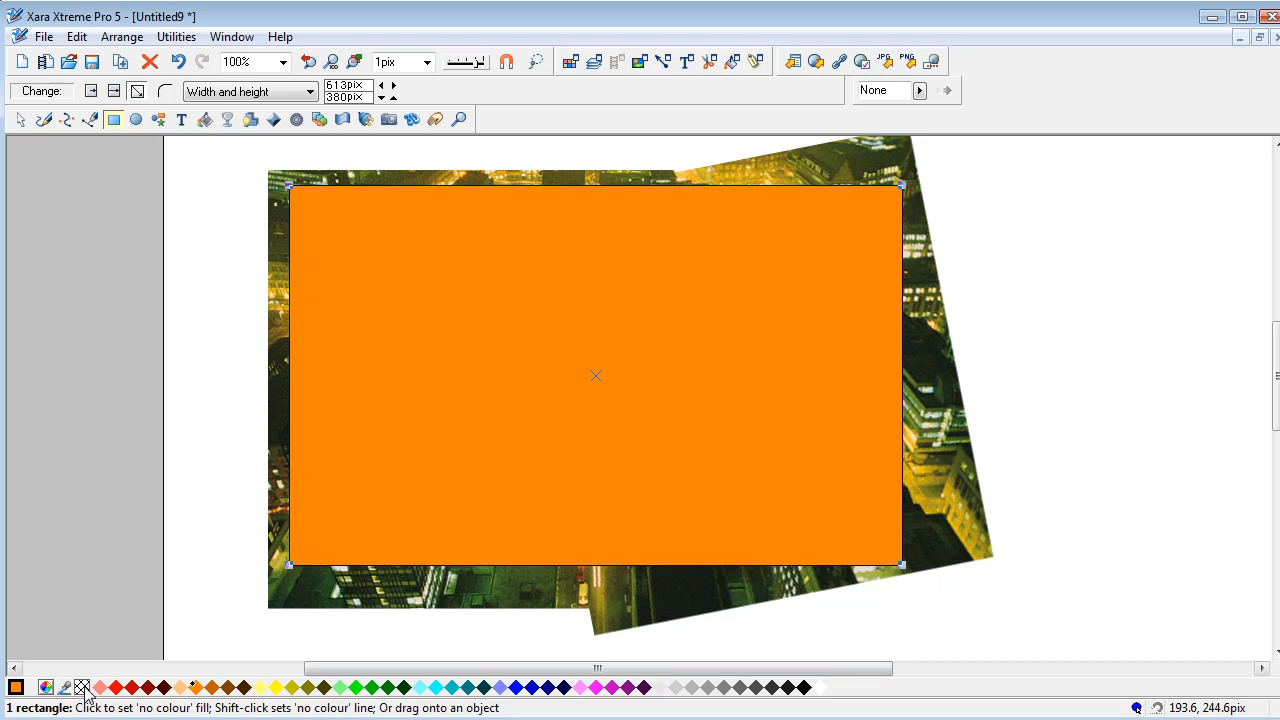 Xara Xtreme Pro 5 - [Untitled9 *]
File Edit Arrange Utilities Window Help
100% 1pix JPG PNG
Change: Width and height 613pix None
380pix
1 rectangle: Click to set 'no colour' fill; Shift-click sets 'no colour' line; Or drag onto an object 193.6, 244.6pix